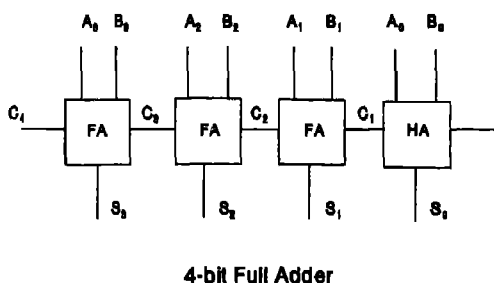 A₃ B₃ A₂ B₂ A₁ B₁ A₀ B₀
C₄ FA C₃ FA C₂ FA C₁ HA
S₃ S₂ S₁ S₀
4-bit Full Adder